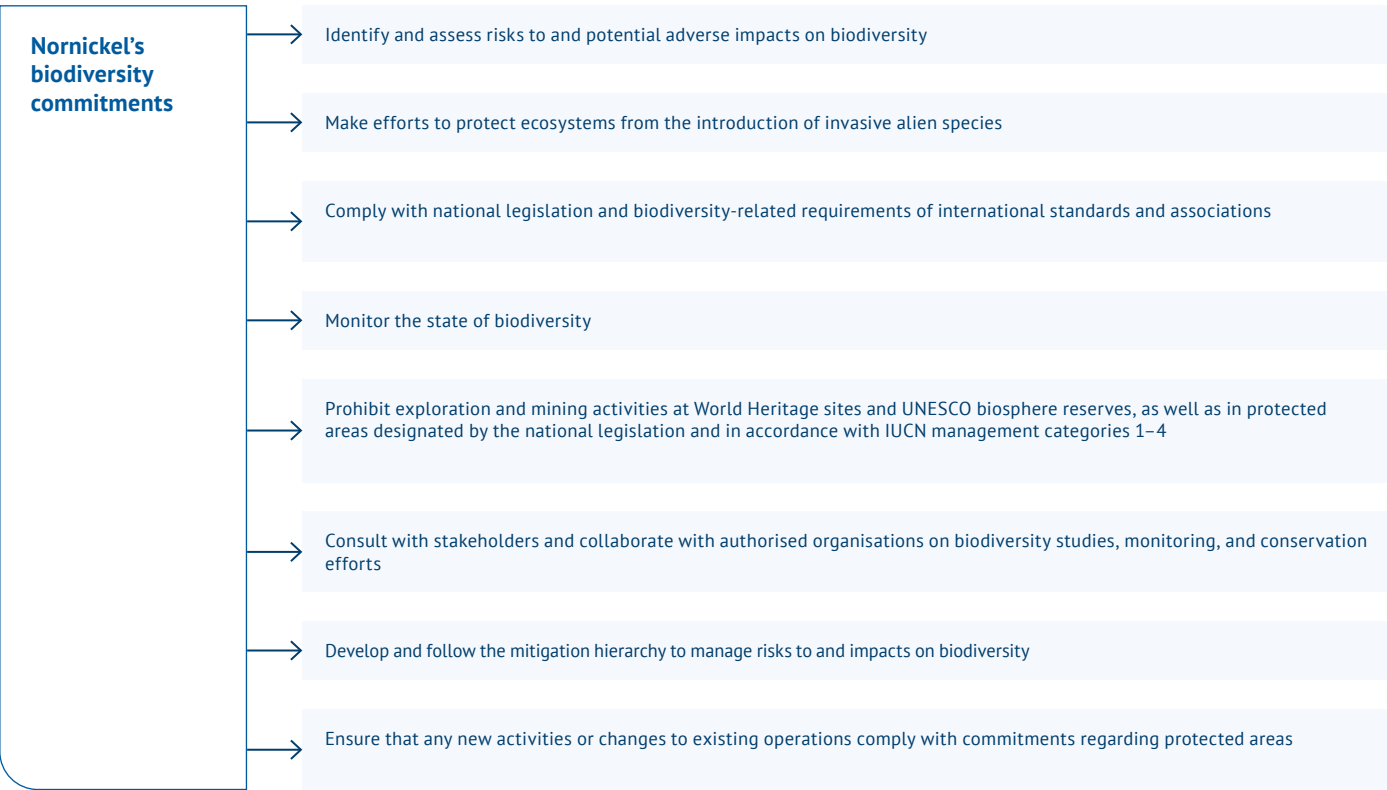 Nornickel’s
biodiversity
commitments
Identify and assess risks to and potential adverse impacts on biodiversity
Make efforts to protect ecosystems from the introduction of invasive alien species
Comply with national legislation and biodiversity-related requirements of international standards and associations
Monitor the state of biodiversity
Prohibit exploration and mining activities at World Heritage sites and UNESCO biosphere reserves, as well as in protected
areas designated by the national legislation and in accordance with IUCN management categories 1–4
Consult with stakeholders and collaborate with authorised organisations on biodiversity studies, monitoring, and conservation
efforts
Develop and follow the mitigation hierarchy to manage risks to and impacts on biodiversity
Ensure that any new activities or changes to existing operations comply with commitments regarding protected areas